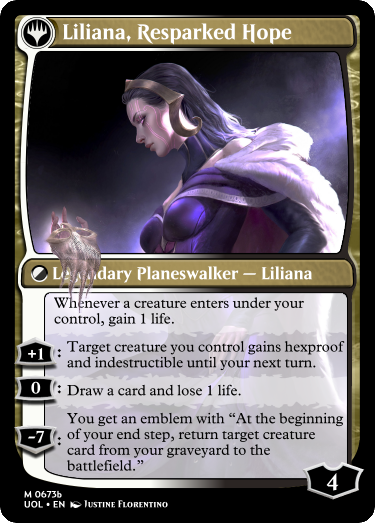 Liliana, Resparked Hope
Legendary Planeswalker — Liliana
Whenever a creature enters under your
control, gain 1 life.
+1: Target creature you control gains hexproof
and indestructible until your next turn.
0: Draw a card and lose 1 life.
-7: You get an emblem with “At the beginning
of your end step, return target creature
card from your graveyard to the
battlefield.”
4
M 0673b
UOL • EN Justine Florentino